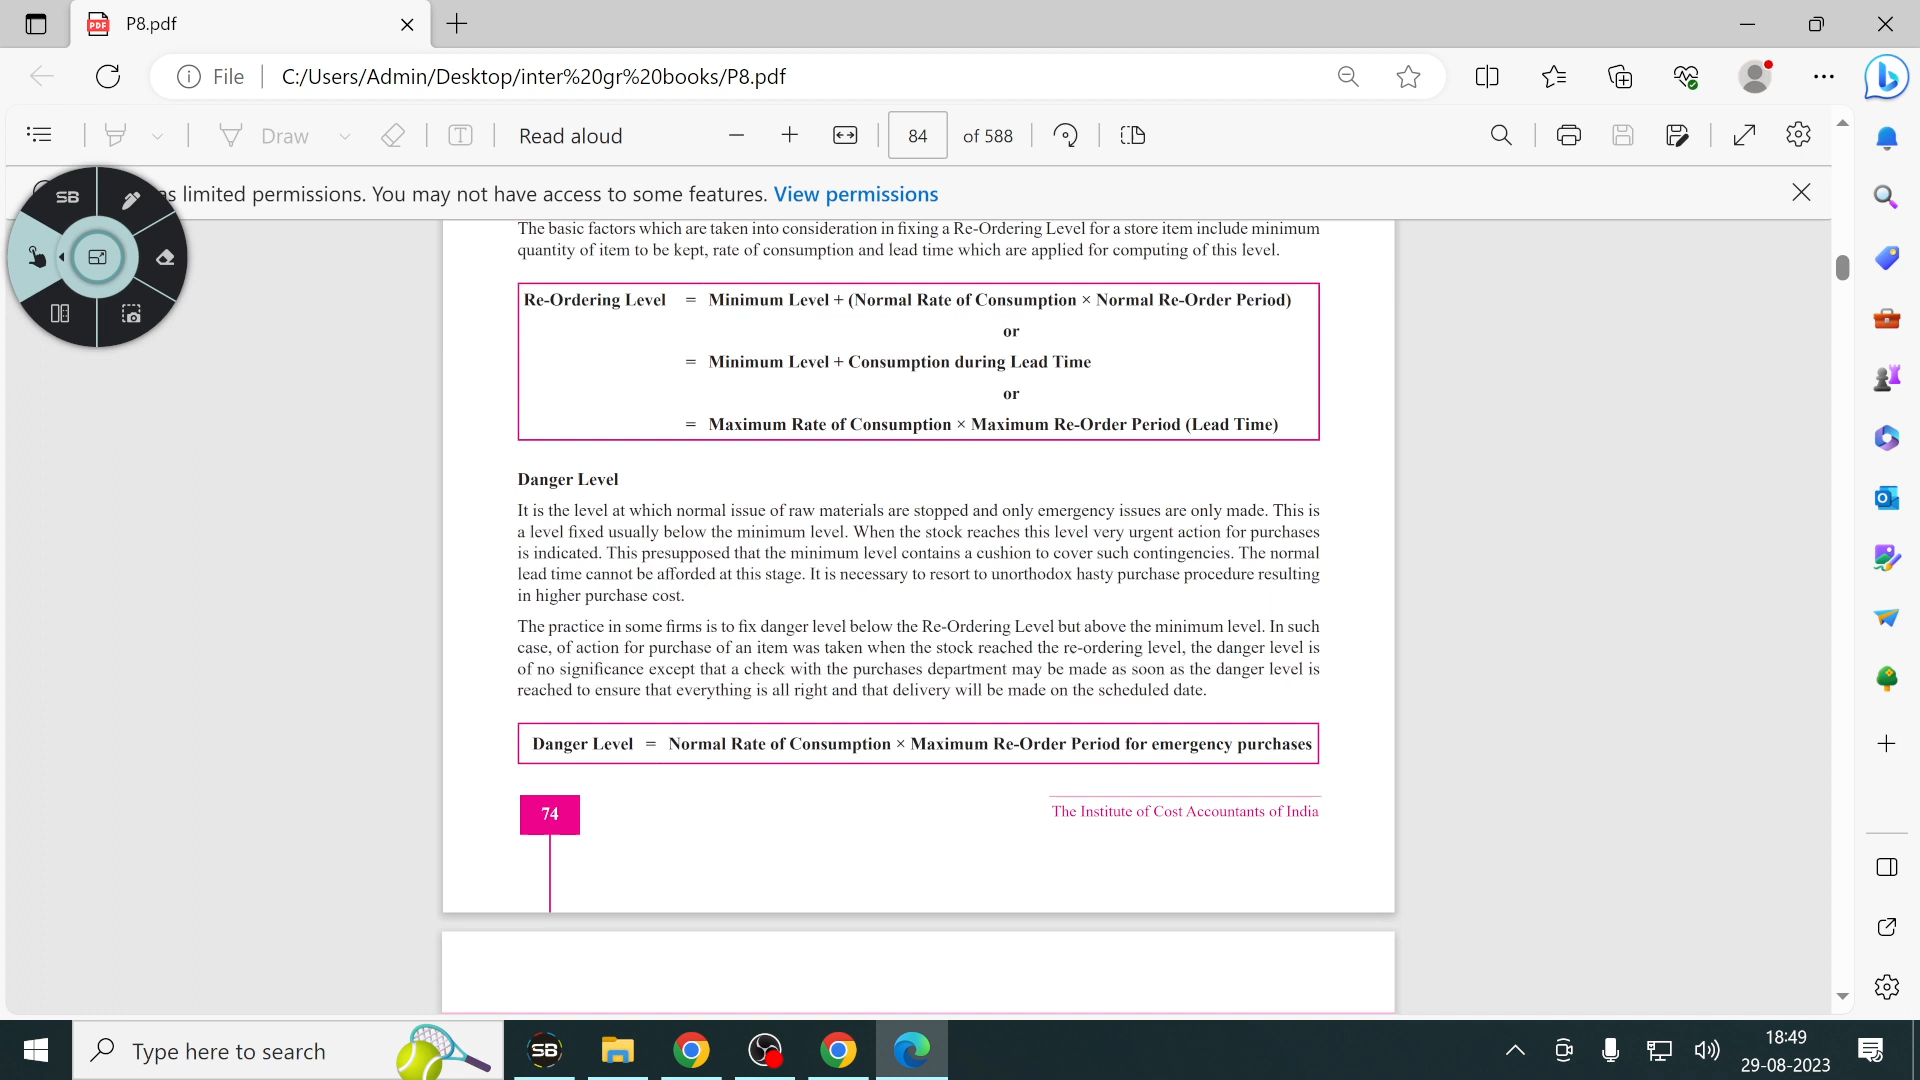 P8.pdf
File
C:/Users/Admin/Desktop/inter%20gr%20books/P8.pdf
Draw
Read aloud
84
of 588
SB
as limited permissions. You may not have access to some features. View permissions
The basic factors which are taken into consideration in fixing a Re-Ordering Level for a store item include minimum
quantity of item to be kept, rate of consumption and lead time which are applied for computing of this level.
Re-Ordering Level = Minimum Level + (Normal Rate of Consumption × Normal Re-Order Period)
or
= Minimum Level + Consumption during Lead Time
or
= Maximum Rate of Consumption × Maximum Re-Order Period (Lead Time)
Danger Level
It is the level at which normal issue of raw materials are stopped and only emergency issues are only made. This is
a level fixed usually below the minimum level. When the stock reaches this level very urgent action for purchases
is indicated. This presupposed that the minimum level contains a cushion to cover such contingencies. The normal
lead time cannot be afforded at this stage. It is necessary to resort to unorthodox hasty purchase procedure resulting
in higher purchase cost.
The practice in some firms is to fix danger level below the Re-Ordering Level but above the minimum level. In such
case, of action for purchase of an item was taken when the stock reached the re-ordering level, the danger level is
of no significance except that a check with the purchases department may be made as soon as the danger level is
reached to ensure that everything is all right and that delivery will be made on the scheduled date.
Danger Level = Normal Rate of Consumption × Maximum Re-Order Period for emergency purchases
74
The Institute of Cost Accountants of India
Type here to search
SB
18:49
29-08-2023